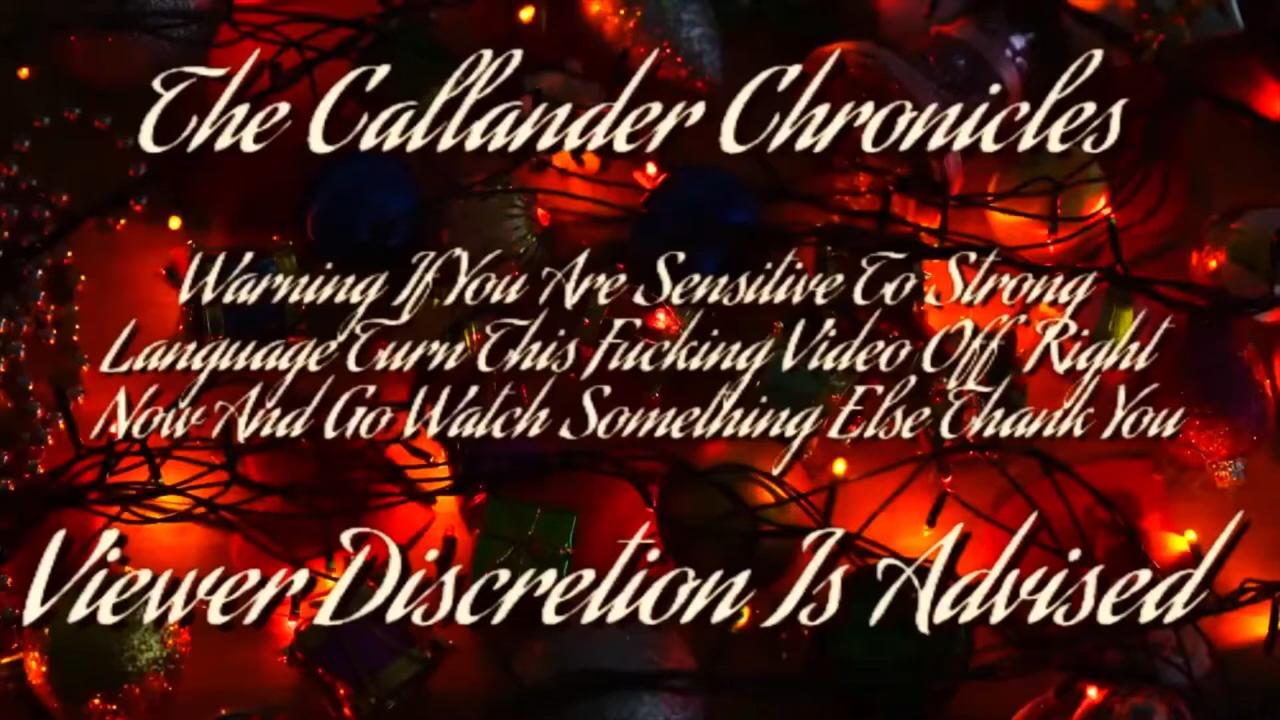 The Callander Chronicles
Warning If You Are Sensitive To Strong
Language Turn This Fucking Video Off Right
Now And Go Watch Something Else Thank You
Viewer Discretion Is Advised